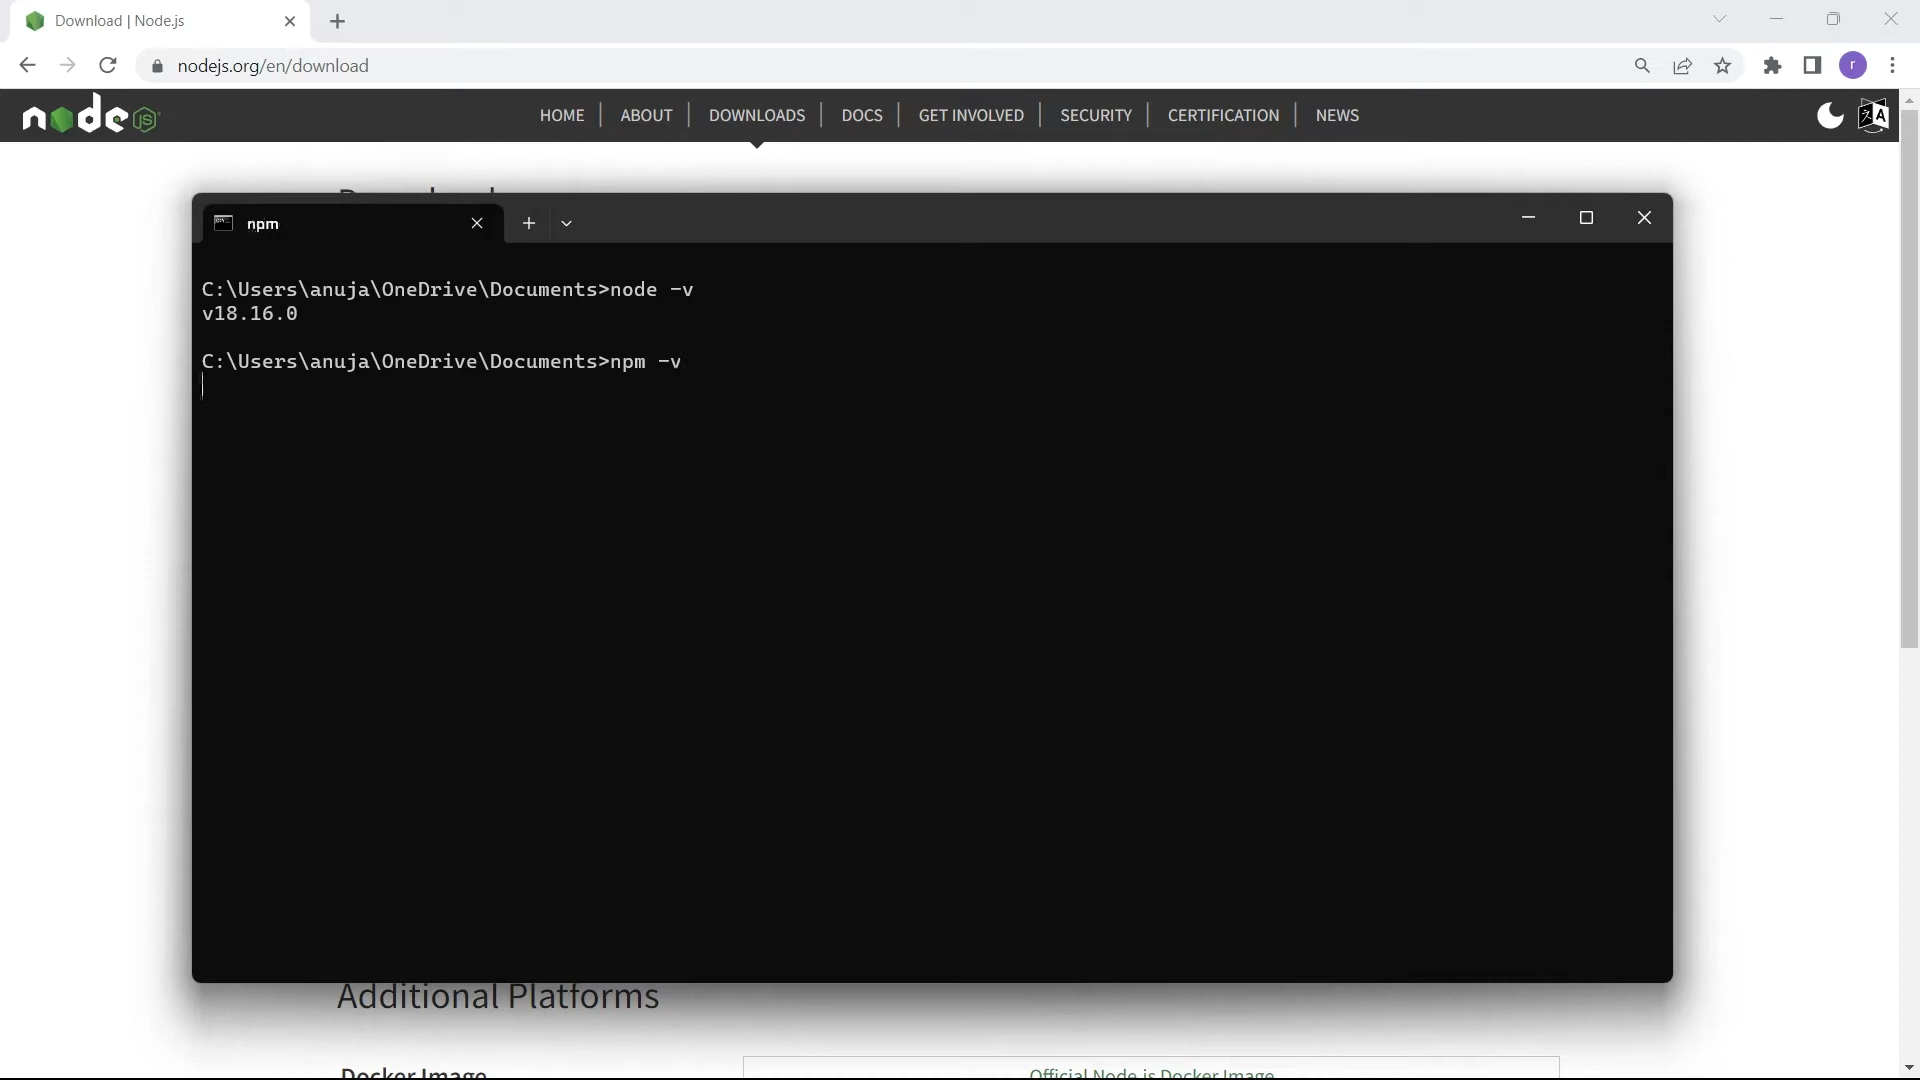 Download | Node.js
nodejs.org/en/download
r
node JS
HOME
ABOUT
DOWNLOADS
DOCS
GET INVOLVED
SECURITY
CERTIFICATION
NEWS
npm
C:\Users\anuja\OneDrive\Documents>node -v
v18.16.0
C:\Users\anuja\OneDrive\Documents>npm -v
Additional Platforms
Docker Image
Official Node.js Docker Image